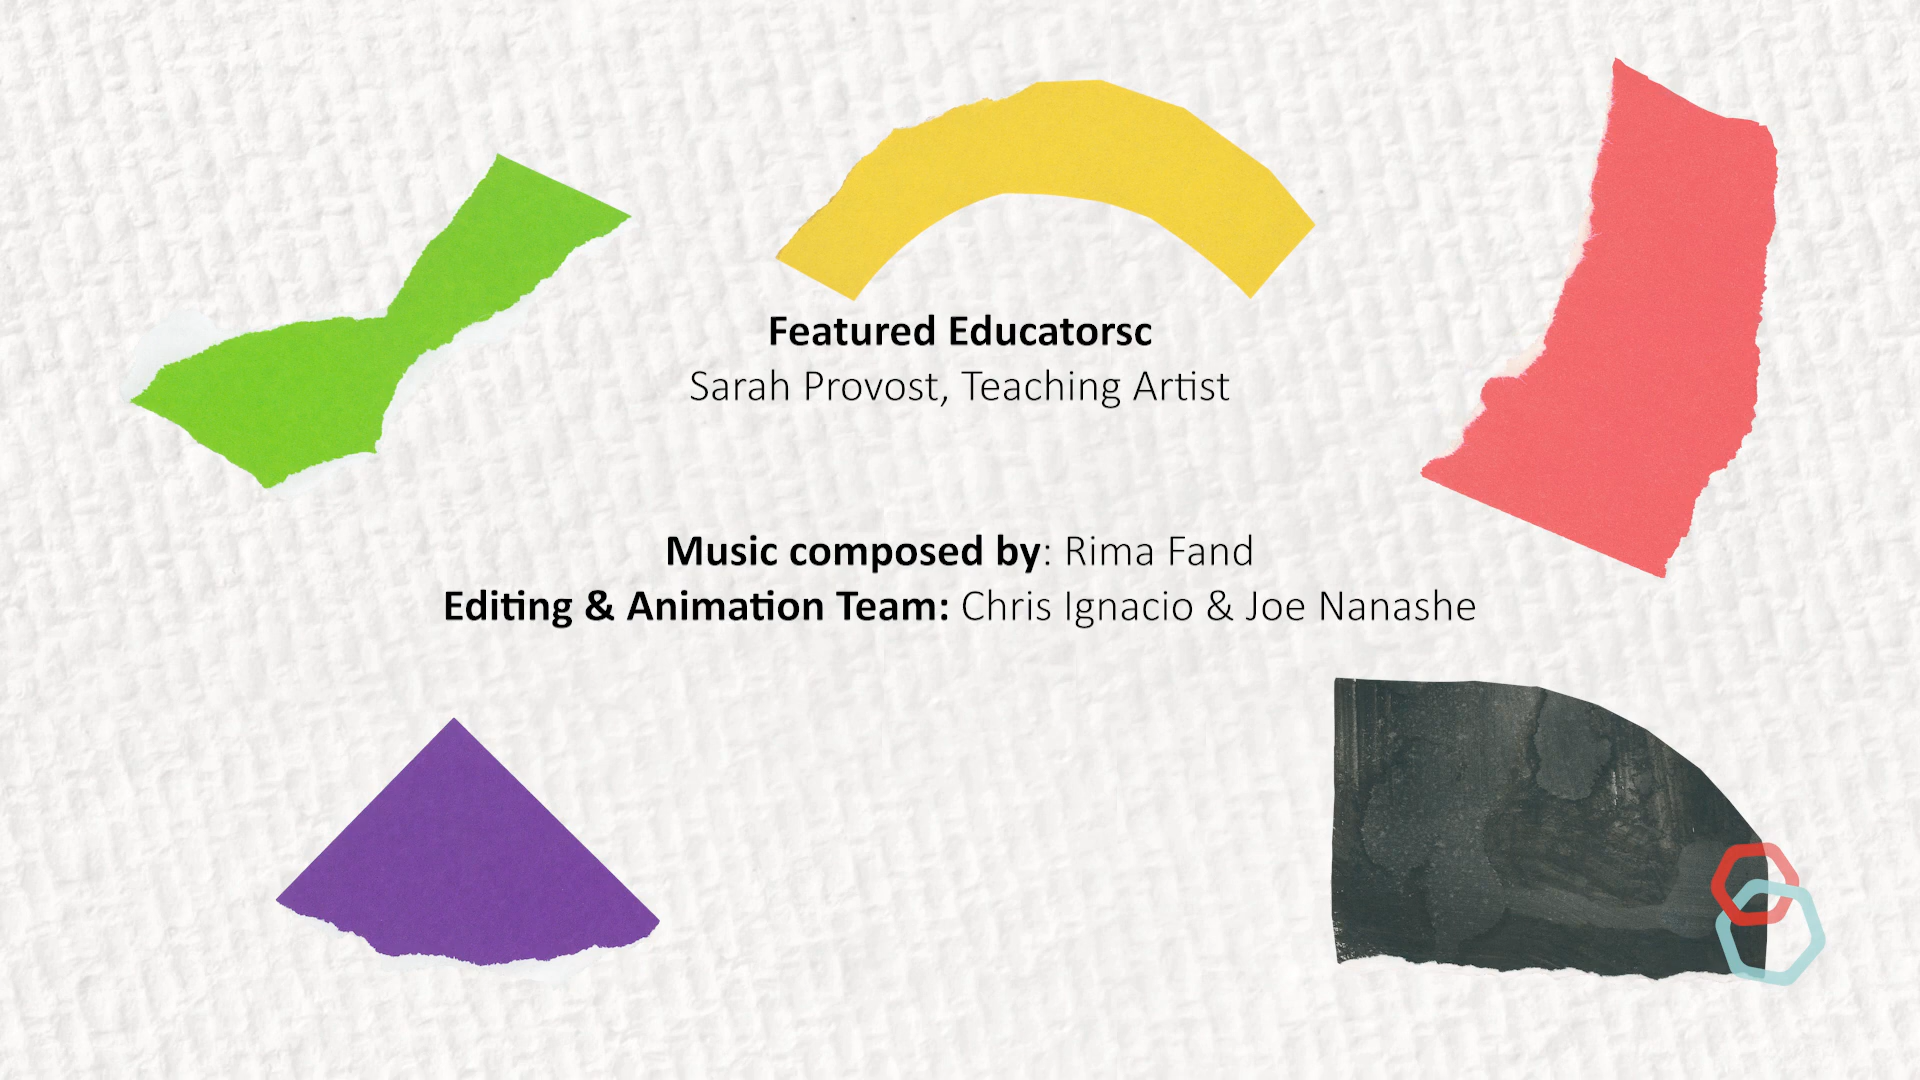 Featured Educatorsc
Sarah Provost, Teaching Artist
Music composed by: Rima Fand
Editing & Animation Team: Chris Ignacio & Joe Nanashe